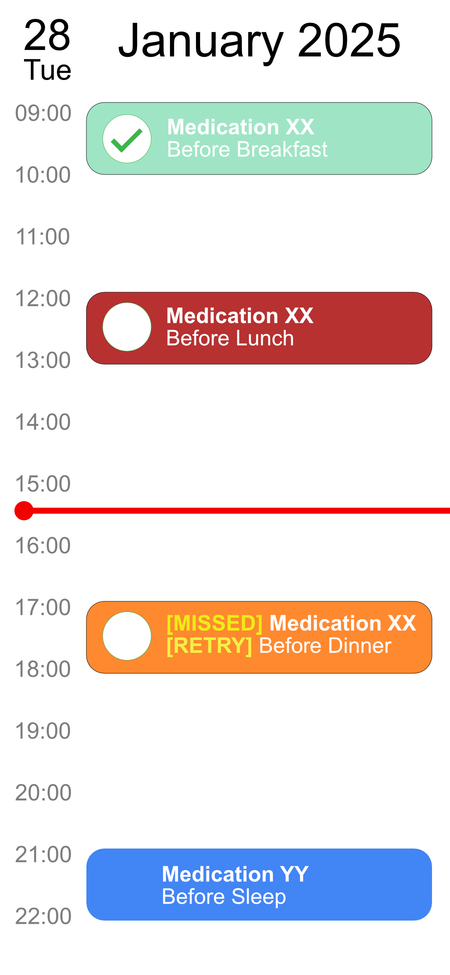 28
Tue
January 2025
09:00
Medication XX
Before Breakfast
10:00
11:00
12:00
Medication XX
Before Lunch
13:00
14:00
15:00
16:00
17:00
[MISSED] Medication XX
[RETRY] Before Dinner
18:00
19:00
20:00
21:00
Medication YY
Before Sleep
22:00